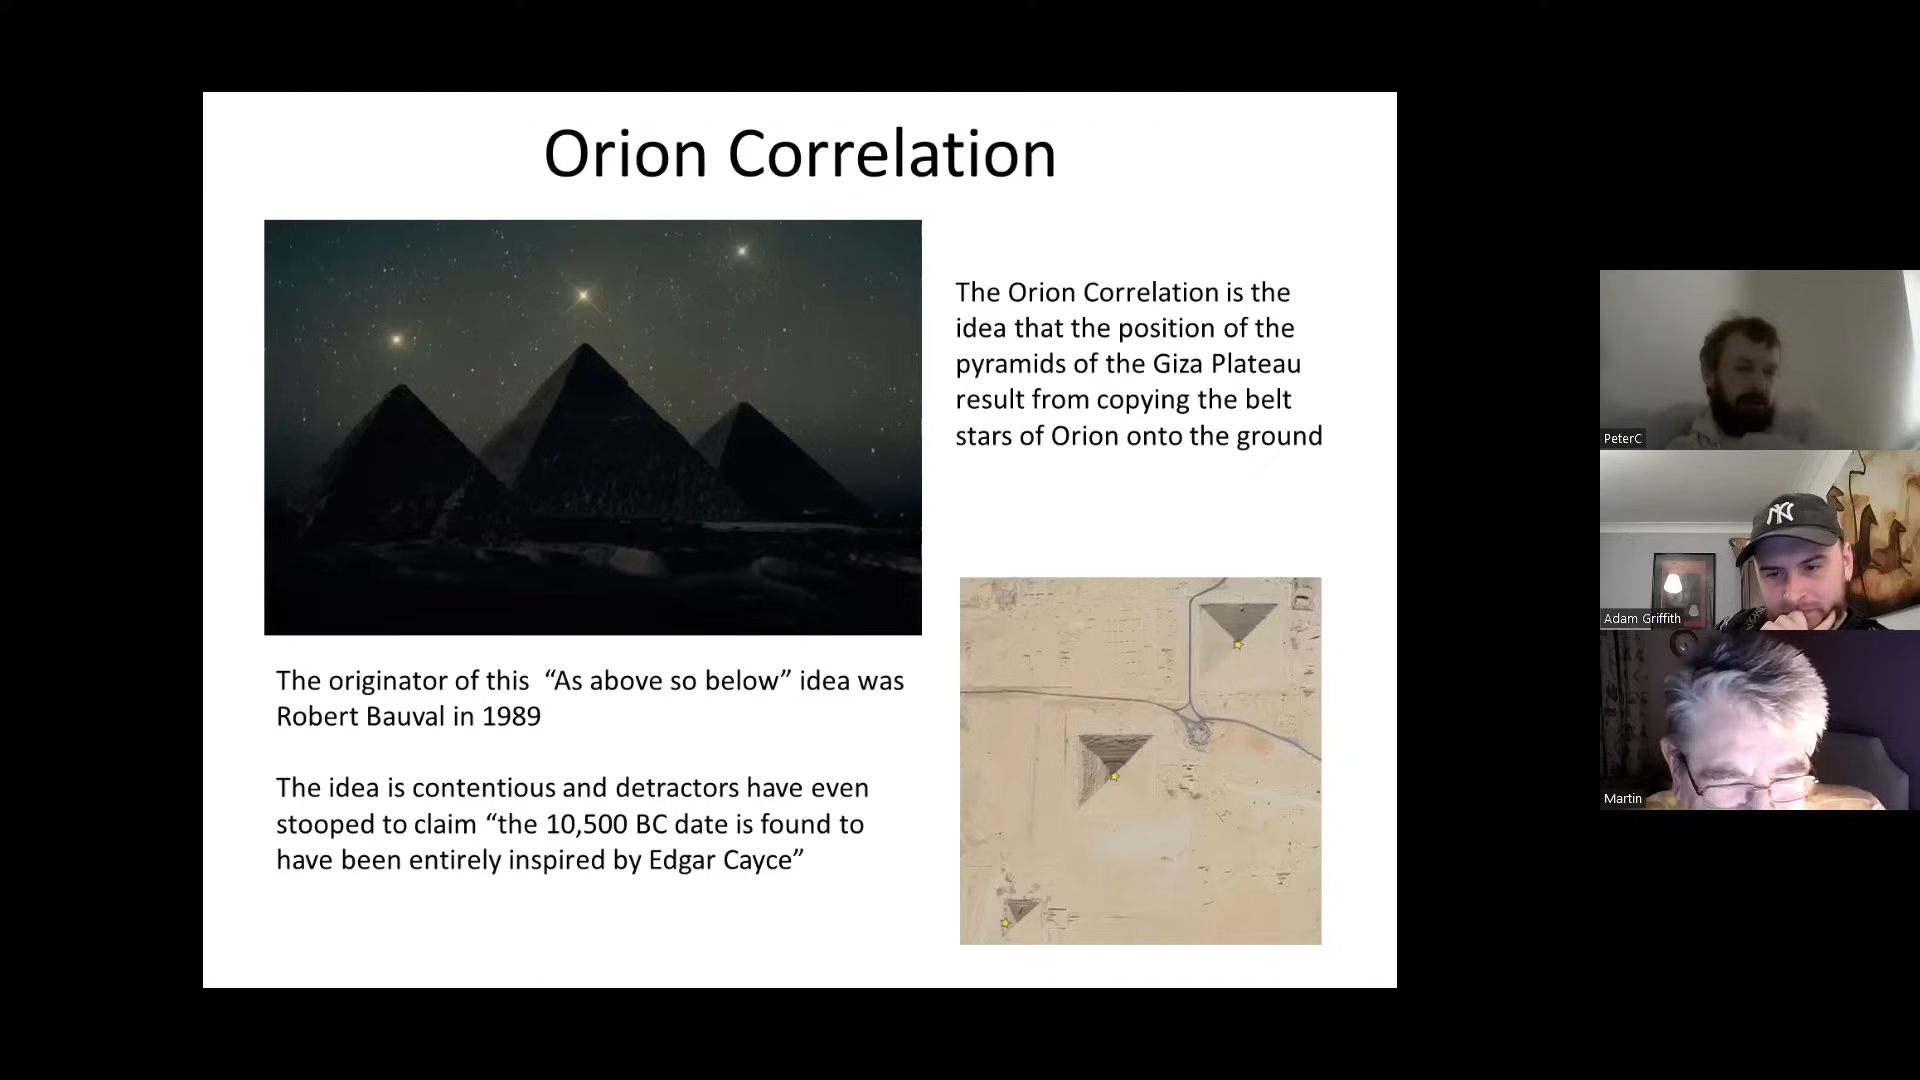 Orion Correlation
The Orion Correlation is the
idea that the position of the
pyramids of the Giza Plateau
result from copying the belt
stars of Orion onto the ground
The originator of this  “As above so below” idea was
Robert Bauval in 1989
The idea is contentious and detractors have even
stooped to claim “the 10,500 BC date is found to
have been entirely inspired by Edgar Cayce”
PeterC
NY
Adam Griffith
Martin